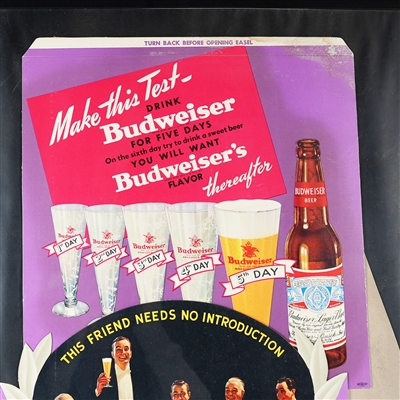 TURN BACK BEFORE OPENING EASEL
Make this Test-
DRINK
Budweiser
FOR FIVE DAYS
On the sixth day try to drink a sweet beer
YOU WILL WANT
Budweiser's
FLAVOR thereafter
Budweiser
1st DAY
Budweiser
2nd DAY
Budweiser
3rd DAY
Budweiser
4th DAY
Budweiser
5th DAY
BUDWEISER
BEER
Budweiser Lager Beer
THIS FRIEND NEEDS NO INTRODUCTION